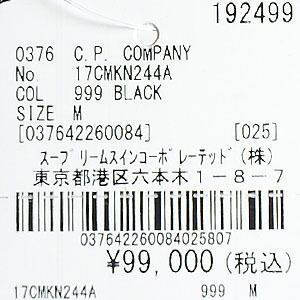 192499
0376 C.P. COMPANY
No. 17CMKN244A
COL 999 BLACK
SIZE M
[037642260084] [025]
スープリームスインコーポレーテッド(株)
東京都港区六本木1-8-7
037642260084025807
¥99,000(税込)
17CMKN244A 999 M